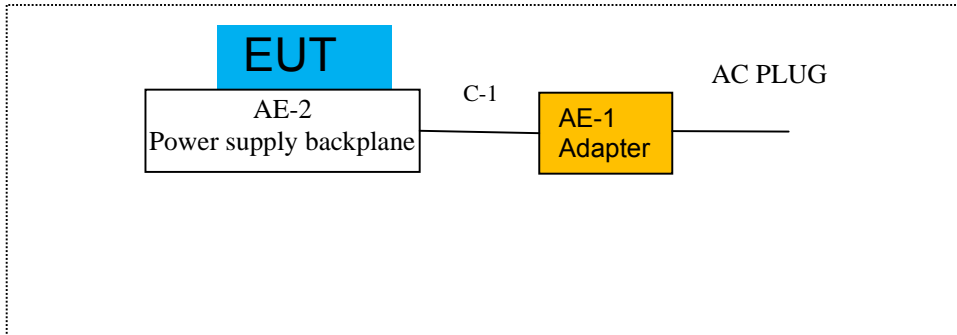 EUT
AE-2
Power supply backplane
C-1
AE-1
Adapter
AC PLUG